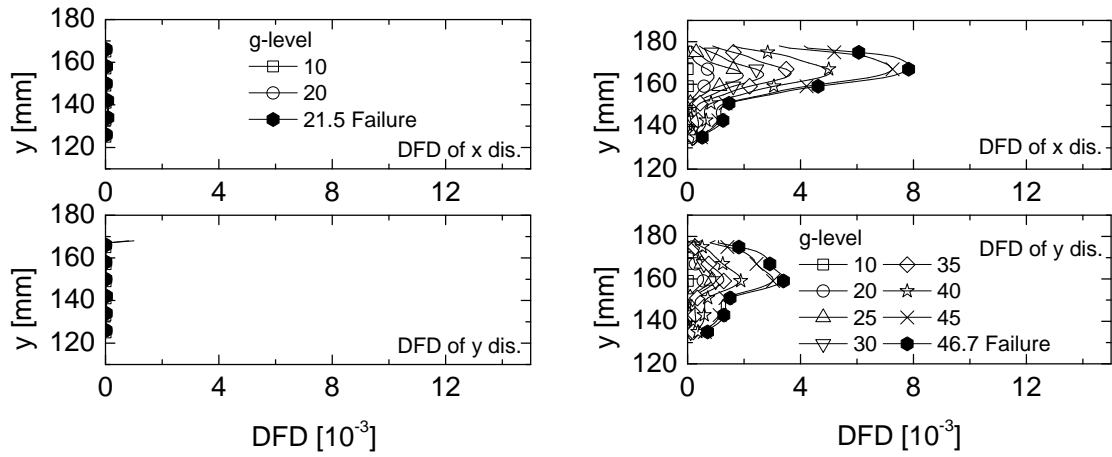 180
160
140
120
y [mm]
g-level
10
20
21.5 Failure
DFD of x dis.
0 4 8 12
180
160
140
120
y [mm]
DFD of y dis.
0 4 8 12
DFD [10⁻³]
200
180
160
140
120
y [mm]
DFD of x dis.
0 4 8 12
200
180
160
140
120
y [mm]
g-level
DFD of y dis.
10 35
20 40
25 45
30 46.7 Failure
0 4 8 12
DFD [10⁻³]